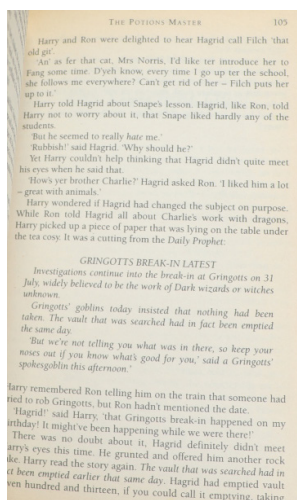 THE POTIONS MASTER 105
Harry and Ron were delighted to hear Hagrid call Filch 'that
old git'.
'An' as fer that cat, Mrs Norris, I'd like ter introduce her to
Fang some time. D'yeh know, every time I go up ter the school,
she follows me everywhere? Can't get rid of her – Filch puts her
up to it.'
Harry told Hagrid about Snape's lesson. Hagrid, like Ron, told
Harry not to worry about it, that Snape liked hardly any of the
students.
'But he seemed to really hate me.'
'Rubbish!' said Hagrid. 'Why should he?'
Yet Harry couldn't help thinking that Hagrid didn't quite meet
his eyes when he said that.
'How's yer brother Charlie?' Hagrid asked Ron. 'I liked him a lot
– great with animals.'
Harry wondered if Hagrid had changed the subject on purpose.
While Ron told Hagrid all about Charlie's work with dragons,
Harry picked up a piece of paper that was lying on the table under
the tea cosy. It was a cutting from the Daily Prophet:
GRINGOTTS BREAK-IN LATEST
Investigations continue into the break-in at Gringotts on 31
July, widely believed to be the work of Dark wizards or witches
unknown.
Gringotts' goblins today insisted that nothing had been
taken. The vault that was searched had in fact been emptied
the same day.
'But we're not telling you what was in there, so keep your
noses out if you know what's good for you,' said a Gringotts'
spokesgoblin this afternoon.'
Harry remembered Ron telling him on the train that someone had
ried to rob Gringotts, but Ron hadn't mentioned the date.
'Hagrid!' said Harry, 'that Gringotts break-in happened on my
irthday! It might've been happening while we were there!'
There was no doubt about it, Hagrid definitely didn't meet
arry's eyes this time. He grunted and offered him another rock
ke. Harry read the story again. The vault that was searched had in
ct been emptied earlier that same day. Hagrid had emptied vault
ven hundred and thirteen, if you could call it emptying, taking